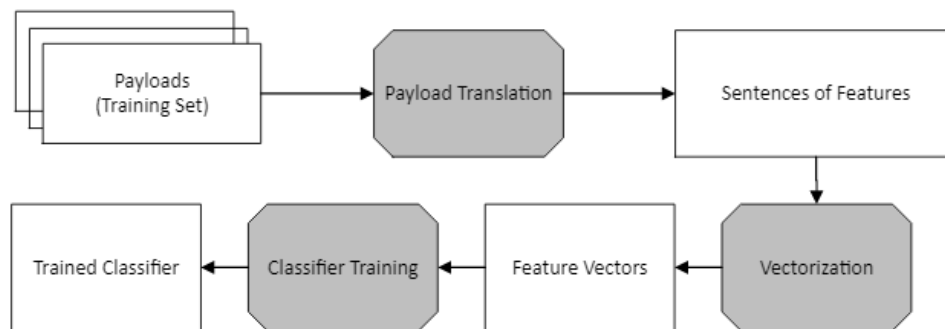 Payloads
(Training Set)
Payload Translation
Sentences of Features
Trained Classifier
Classifier Training
Feature Vectors
Vectorization